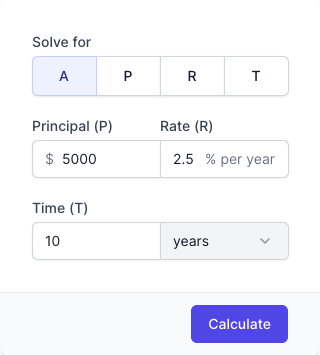 Solve for
A P R T
Principal (P) Rate (R)
$ 5000 2.5 % per year
Time (T)
10 years
Calculate